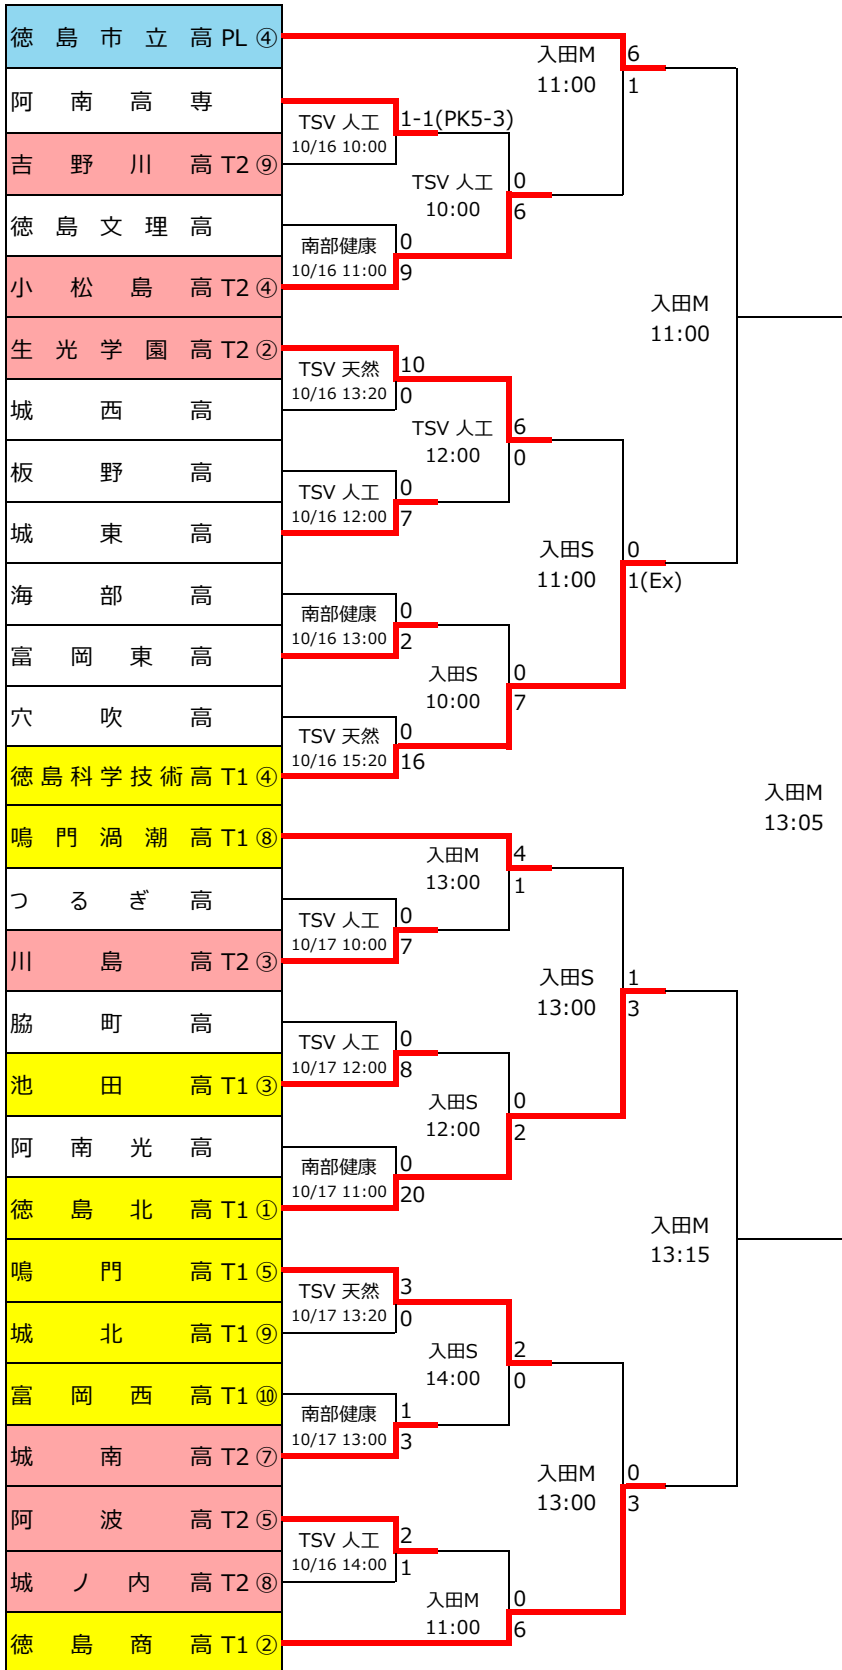 徳島市立高 PL ④
阿南高専
吉野川高 T2 ⑨
徳島文理高
小松島高 T2 ④
生光学園高 T2 ②
城西高
板野高
城東高
海部高
富岡東高
穴吹高
徳島科学技術高 T1 ④
鳴門渦潮高 T1 ⑧
つるぎ高
川島高 T2 ③
脇町高
池田高 T1 ③
阿南光高
徳島北高 T1 ①
鳴門高 T1 ⑤
城北高 T1 ⑨
富岡西高 T1 ⑩
城南高 T2 ⑦
阿波高 T2 ⑤
城ノ内高 T2 ⑧
徳島商高 T1 ②
TSV 人工
10/16 10:00
1-1(PK5-3)
南部健康
10/16 11:00
0
9
TSV 天然
10/16 13:20
10
0
TSV 人工
10/16 12:00
0
7
南部健康
10/16 13:00
0
2
TSV 天然
10/16 15:20
0
16
TSV 人工
10/17 10:00
0
7
TSV 人工
10/17 12:00
0
8
南部健康
10/17 11:00
0
20
TSV 天然
10/17 13:20
3
0
南部健康
10/17 13:00
1
3
TSV 人工
10/16 14:00
2
1
TSV 人工
10:00
0
6
TSV 人工
12:00
6
0
入田S
10:00
0
7
入田M
13:00
4
1
入田S
12:00
0
2
入田S
14:00
2
0
入田M
11:00
0
6
入田M
11:00
6
1
入田S
11:00
0
1(Ex)
入田S
13:00
1
3
入田M
13:00
0
3
入田M
11:00
入田M
13:15
入田M
13:05